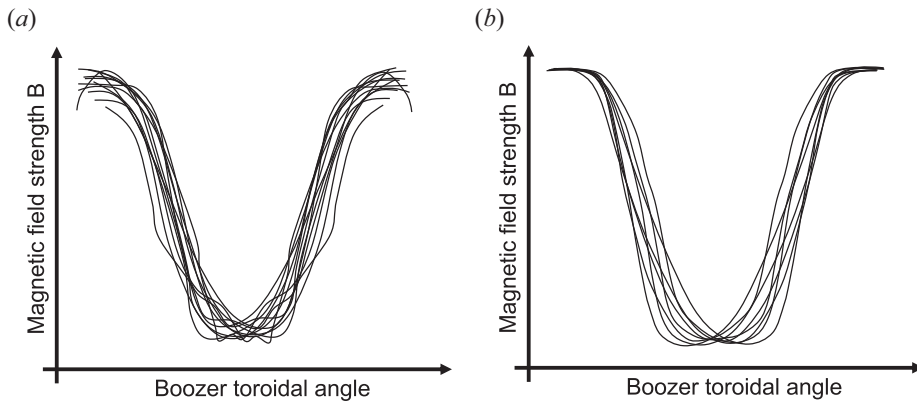 (a)
(b)
Magnetic field strength B
Magnetic field strength B
Boozer toroidal angle
Boozer toroidal angle